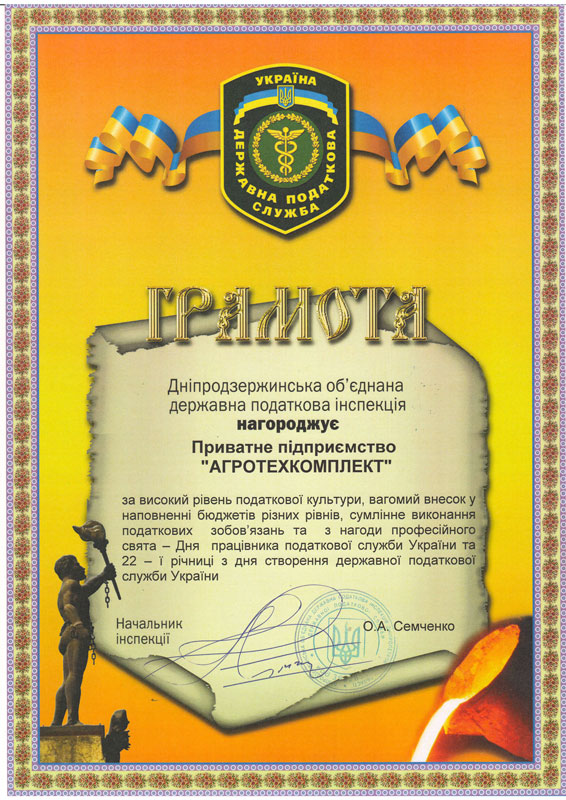 УКРАЇНА
ДЕРЖАВНА ПОДАТКОВА
СЛУЖБА
ГРАМОТА
Дніпродзержинська об’єднана
державна податкова інспекція
нагороджує
Приватне підприємство
"АГРОТЕХКОМПЛЕКТ"
за високий рівень податкової культури, вагомий внесок у
наповненні бюджетів різних рівнів, сумлінне виконання
податкових зобов’язань та з нагоди професійного
свята – Дня працівника податкової служби України та
22 – ї річниці з дня створення державної податкової
служби України
Начальник
інспекції
О.А. Семченко